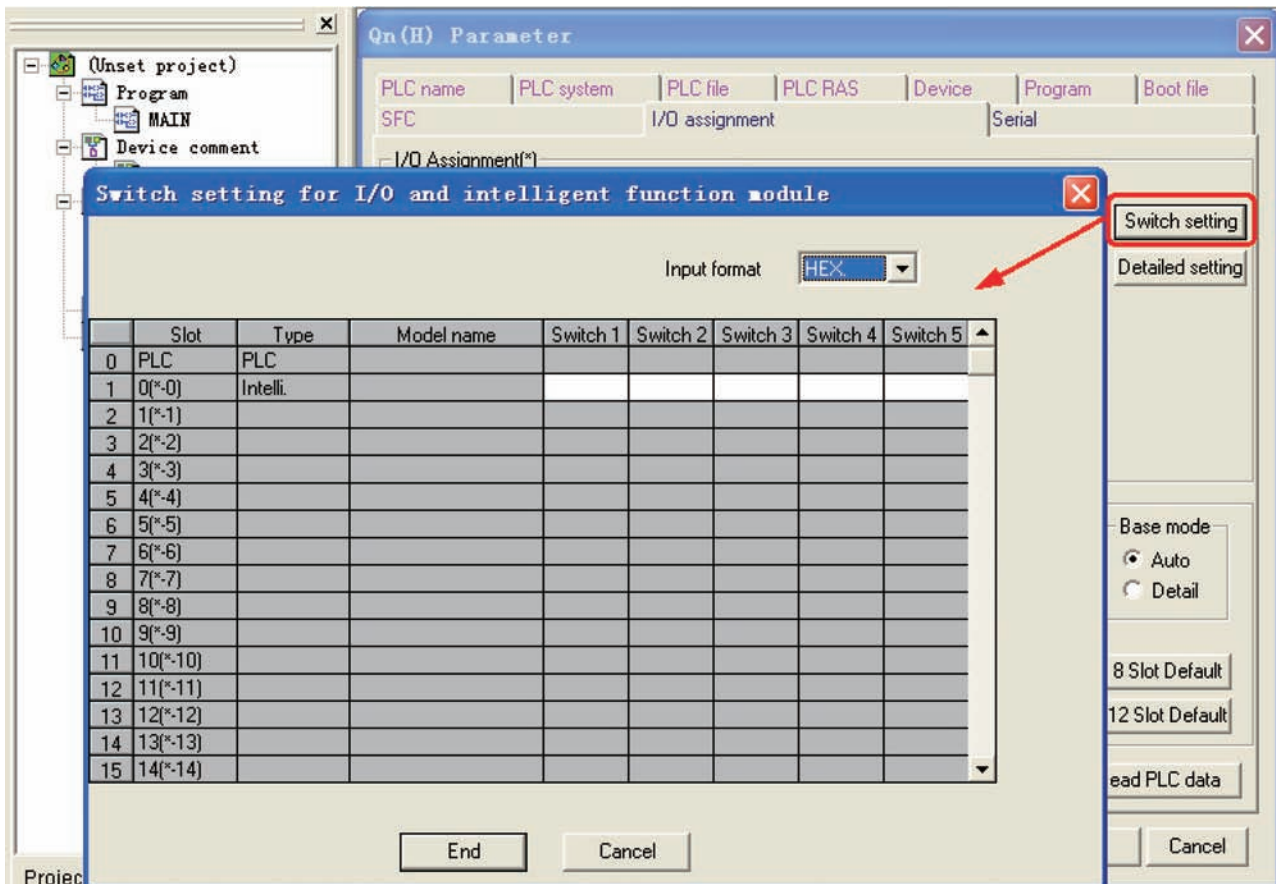 (Unset project)
Program
MAIN
Device comment
Qn(H) Parameter
PLC name PLC system PLC file PLC RAS Device Program Boot file
SFC I/O assignment Serial
I/O Assignment(*)
Switch setting
Detailed setting
Switch setting for I/O and intelligent function module
Input format HEX.
Slot Type Model name Switch 1 Switch 2 Switch 3 Switch 4 Switch 5
0 PLC PLC
1 0(*-0) Intelli.
2 1(*-1)
3 2(*-2)
4 3(*-3)
5 4(*-4)
6 5(*-5)
7 6(*-6)
8 7(*-7)
9 8(*-8)
10 9(*-9)
11 10(*-10)
12 11(*-11)
13 12(*-12)
14 13(*-13)
15 14(*-14)
End Cancel
Base mode
Auto
Detail
8 Slot Default
12 Slot Default
ead PLC data
Cancel
Projec